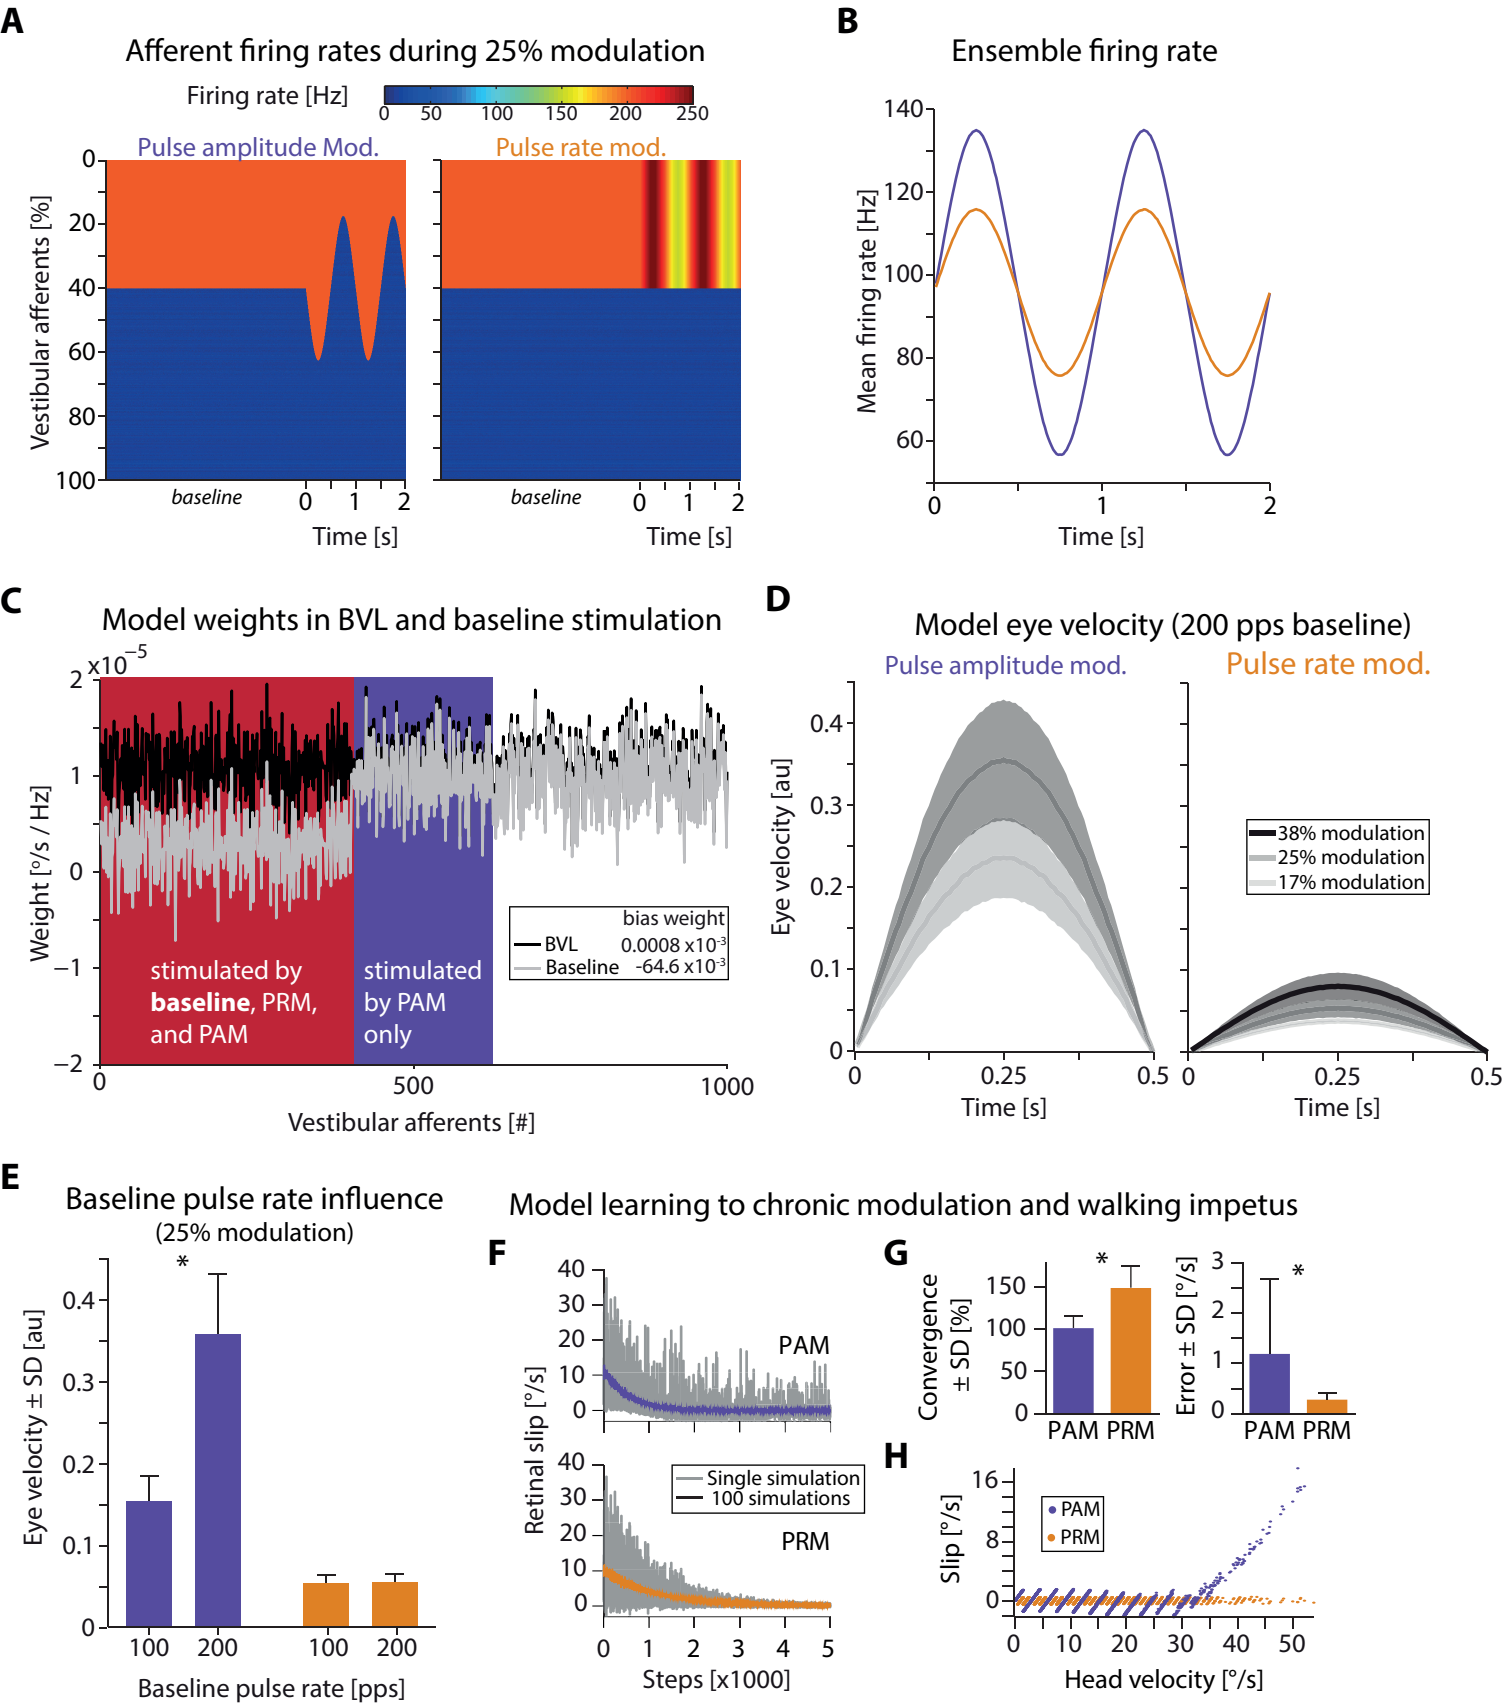 A
Afferent firing rates during 25% modulation
Firing rate [Hz]
0 50 100 150 200 250
Pulse amplitude Mod.
Pulse rate mod.
Vestibular afferents [%]
0
20
40
60
80
100
baseline
0 1 2
Time [s]
baseline
0 1 2
Time [s]
B
Ensemble firing rate
Mean firing rate [Hz]
140
120
100
80
60
0 1 2
Time [s]
C
Model weights in BVL and baseline stimulation
x10⁻⁵
Weight [°/s / Hz]
2
1
0
−1
−2
stimulated by
baseline, PRM,
and PAM
stimulated
by PAM
only
bias weight
BVL 0.0008 x10⁻³
Baseline -64.6 x10⁻³
0 500 1000
Vestibular afferents [#]
D
Model eye velocity (200 pps baseline)
Pulse amplitude mod.
Pulse rate mod.
Eye velocity [au]
0.4
0.3
0.2
0.1
0
38% modulation
25% modulation
17% modulation
0 0.25 0.5
Time [s]
0 0.25 0.5
Time [s]
E
Baseline pulse rate influence
(25% modulation)
*
Eye velocity ± SD [au]
0.4
0.3
0.2
0.1
0
100 200 100 200
Baseline pulse rate [pps]
Model learning to chronic modulation and walking impetus
F
Retinal slip [°/s]
40
30
20
10
0
PAM
40
30
20
10
0
Single simulation
100 simulations
PRM
0 1 2 3 4 5
Steps [x1000]
G
Convergence
± SD [%]
150
100
50
0
*
PAM PRM
Error ± SD [°/s]
3
2
1
0
*
PAM PRM
H
Slip [°/s]
16
8
0
PAM
PRM
0 10 20 30 40 50
Head velocity [°/s]